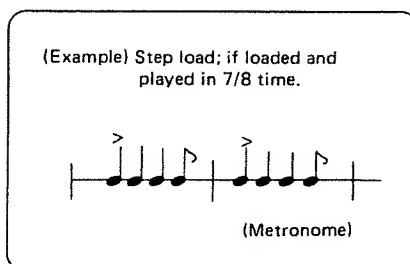 (Example) Step load; if loaded and
played in 7/8 time.
> >
(Metronome)